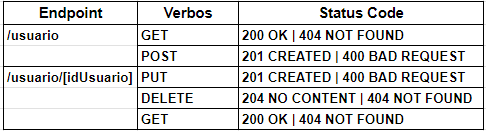 Endpoint Verbos Status Code
/usuario GET 200 OK | 404 NOT FOUND
POST 201 CREATED | 400 BAD REQUEST
/usuario/[idUsuario] PUT 201 CREATED | 400 BAD REQUEST
DELETE 204 NO CONTENT | 404 NOT FOUND
GET 200 OK | 404 NOT FOUND